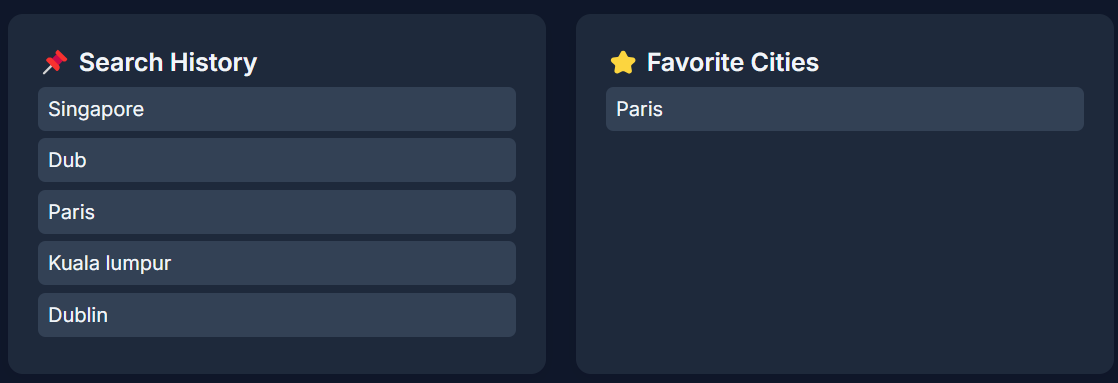 Search History
Singapore
Dub
Paris
Kuala lumpur
Dublin
Favorite Cities
Paris